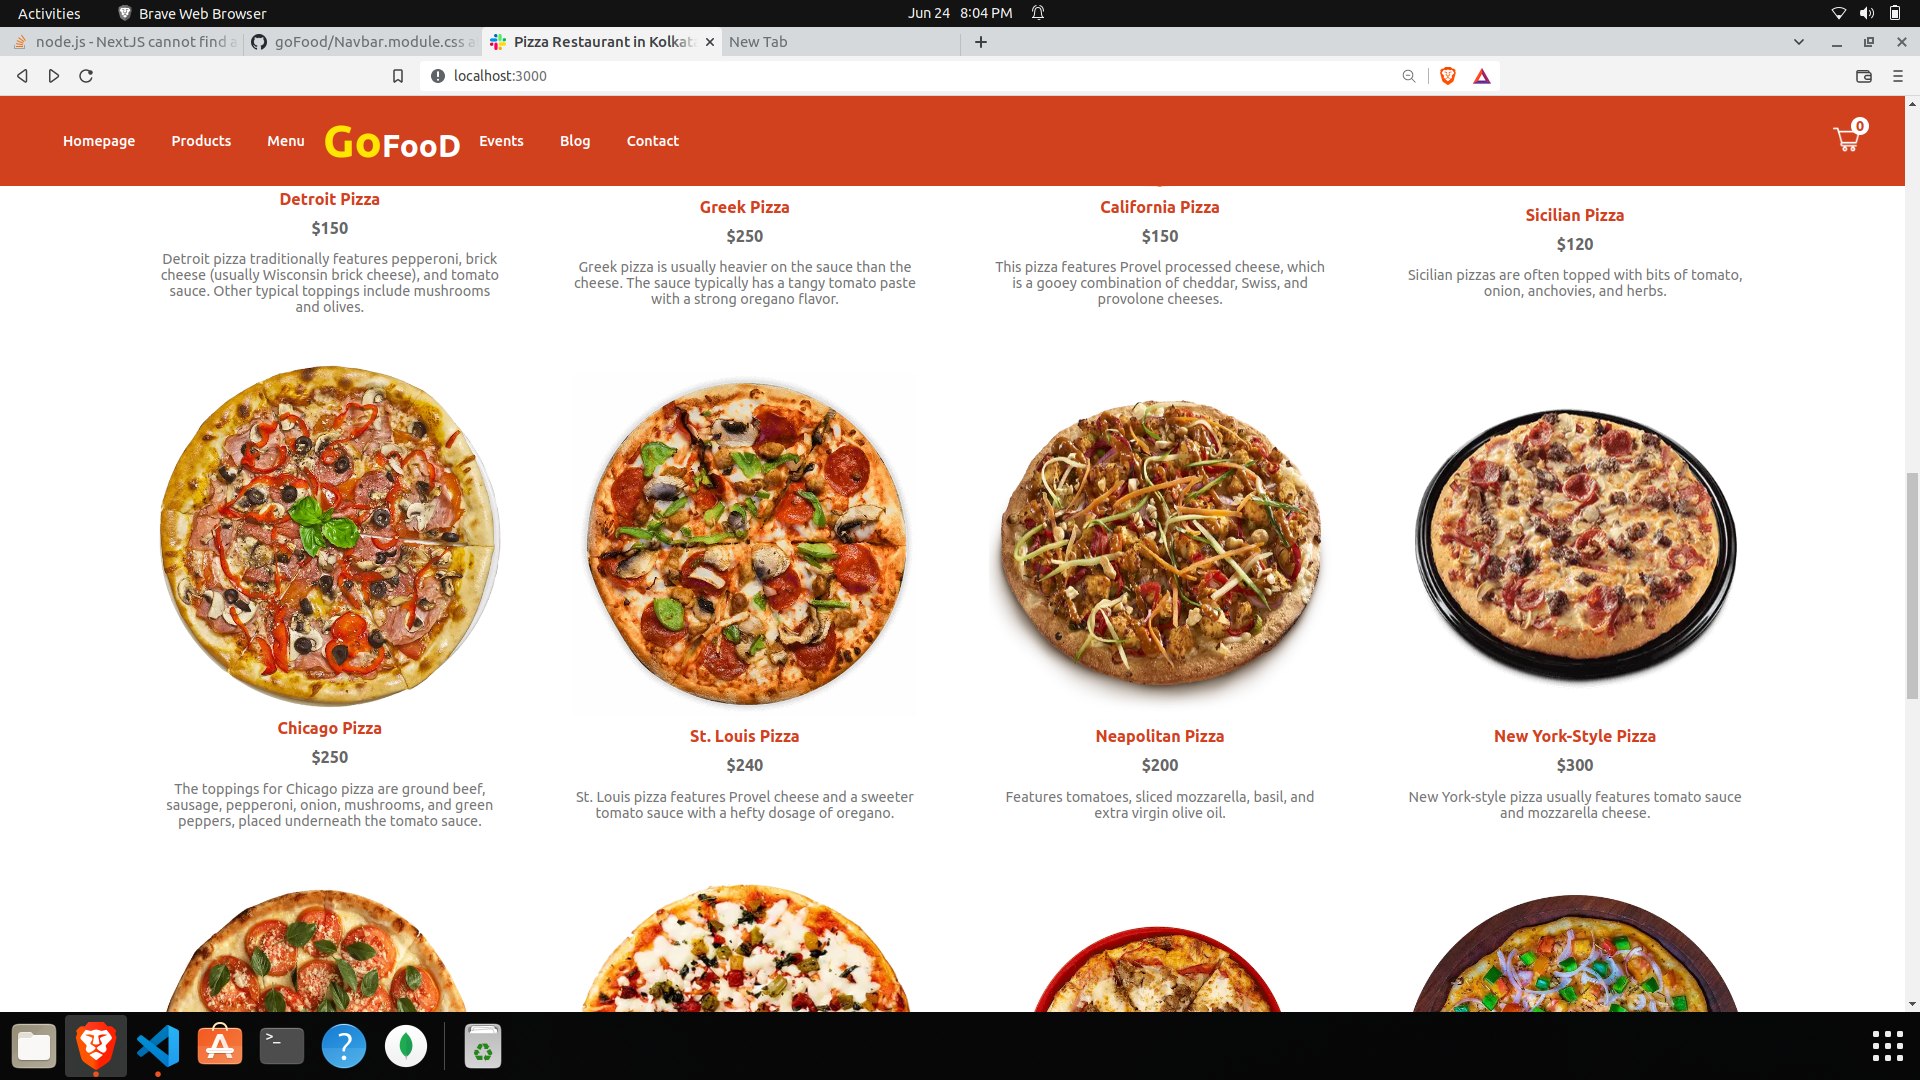 Activities
Brave Web Browser
Jun 24 8:04 PM
node.js - NextJS cannot find
goFood/Navbar.module.css
Pizza Restaurant in Kolkat
New Tab
localhost:3000
Homepage
Products
Menu
GoFooD
Events
Blog
Contact
0
Detroit Pizza
$150
Detroit pizza traditionally features pepperoni, brick
cheese (usually Wisconsin brick cheese), and tomato
sauce. Other typical toppings include mushrooms
and olives.
Greek Pizza
$250
Greek pizza is usually heavier on the sauce than the
cheese. The sauce typically has a tangy tomato paste
with a strong oregano flavor.
California Pizza
$150
This pizza features Provel processed cheese, which
is a gooey combination of cheddar, Swiss, and
provolone cheeses.
Sicilian Pizza
$120
Sicilian pizzas are often topped with bits of tomato,
onion, anchovies, and herbs.
Chicago Pizza
$250
The toppings for Chicago pizza are ground beef,
sausage, pepperoni, onion, mushrooms, and green
peppers, placed underneath the tomato sauce.
St. Louis Pizza
$240
St. Louis pizza features Provel cheese and a sweeter
tomato sauce with a hefty dosage of oregano.
Neapolitan Pizza
$200
Features tomatoes, sliced mozzarella, basil, and
extra virgin olive oil.
New York-Style Pizza
$300
New York-style pizza usually features tomato sauce
and mozzarella cheese.